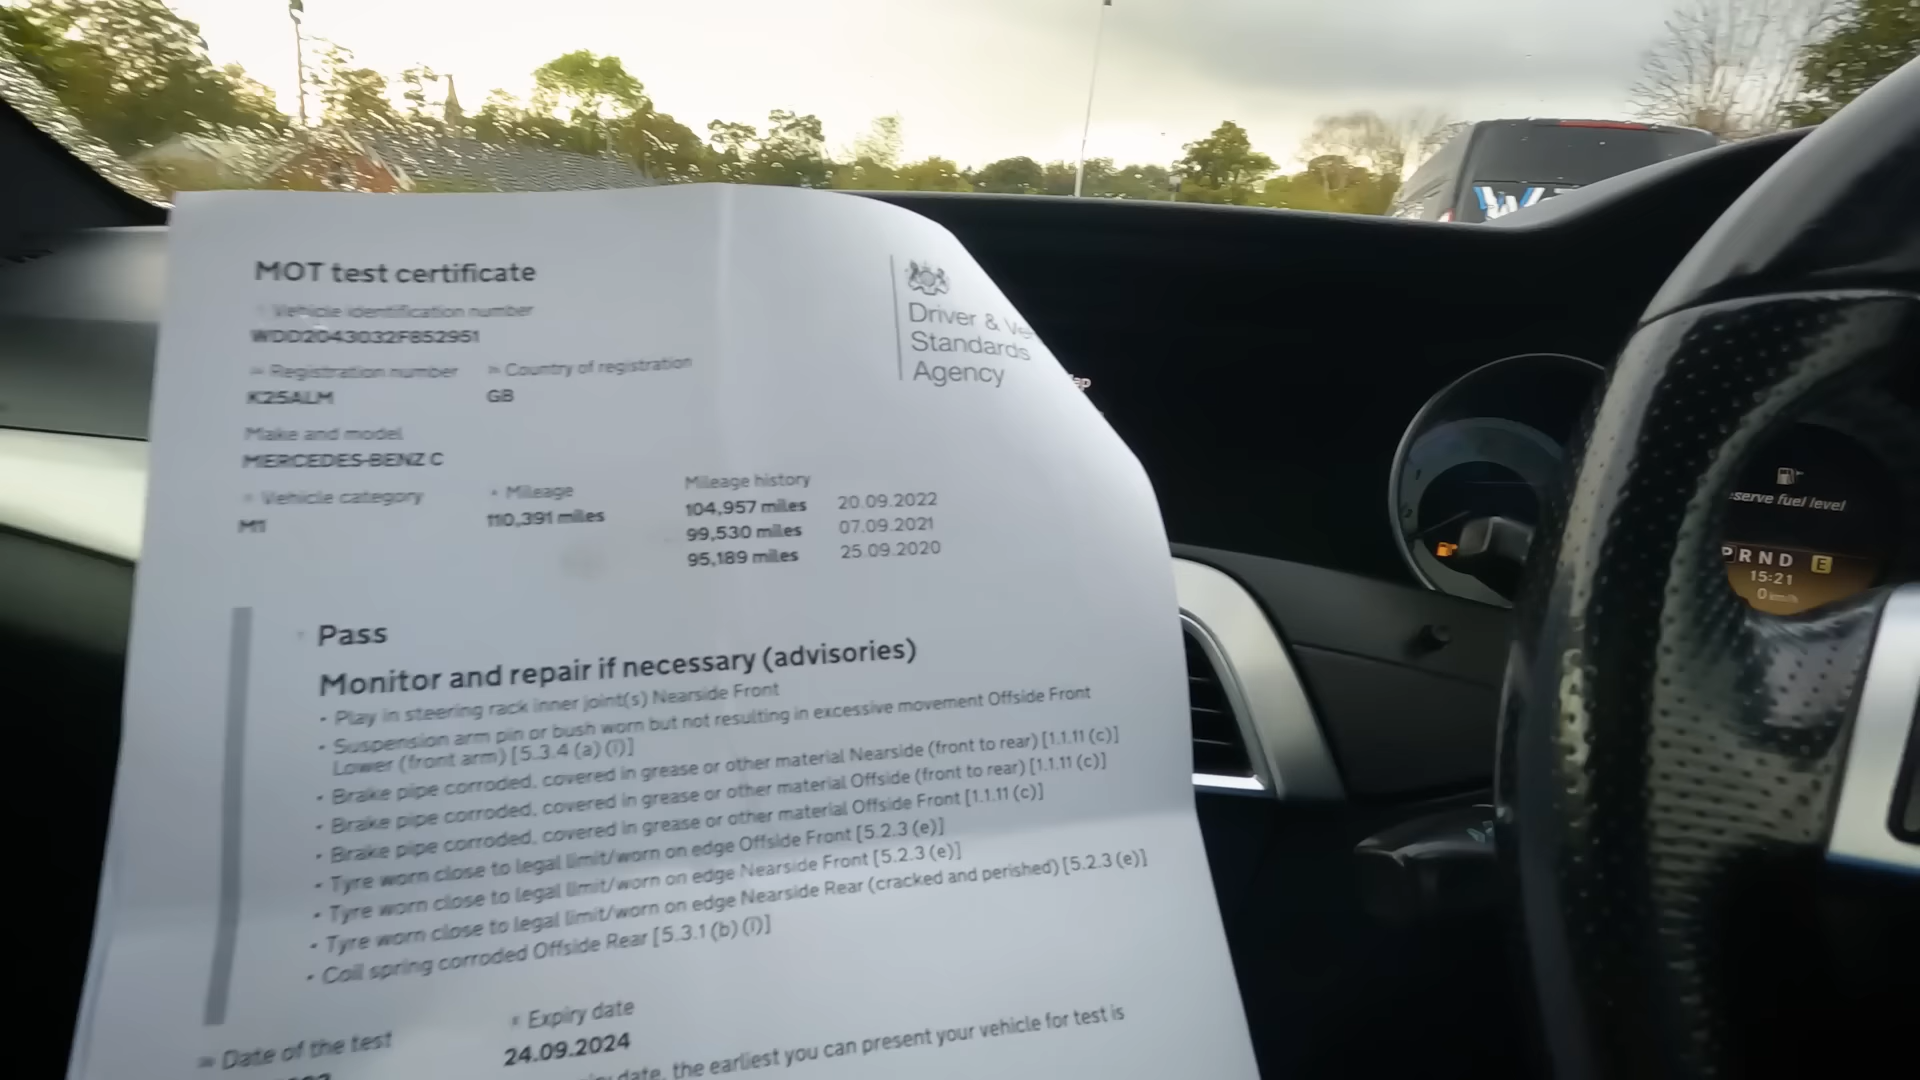 MOT test certificate
Vehicle identification number
WDD2043032F852951
Registration number
Country of registration
K25ALM
GB
Make and model
MERCEDES-BENZ C
Vehicle category
Mileage
M1
110,391 miles
Mileage history
104,957 miles 20.09.2022
99,530 miles 07.09.2021
95,189 miles 25.09.2020
Driver &
Standards
Agency
Pass
Monitor and repair if necessary (advisories)
• Play in steering rack inner joint(s) Nearside Front
• Suspension arm pin or bush worn but not resulting in excessive movement Offside Front
Lower (front arm) [5.3.4 (a) (i)]
• Brake pipe corroded, covered in grease or other material Nearside (front to rear) [1.1.11 (c)]
• Brake pipe corroded, covered in grease or other material Offside (front to rear) [1.1.11 (c)]
• Brake pipe corroded, covered in grease or other material Offside Front [1.1.11 (c)]
• Tyre worn close to legal limit/worn on edge Offside Front [5.2.3 (e)]
• Tyre worn close to legal limit/worn on edge Nearside Front [5.2.3 (e)]
• Tyre worn close to legal limit/worn on edge Nearside Rear (cracked and perished) [5.2.3 (e)]
• Coil spring corroded Offside Rear [5.3.1 (b) (i)]
Date of the test
Expiry date
24.09.2024
date, the earliest you can present your vehicle for test is
serve fuel level
P R N D E
15:21
0 km/h